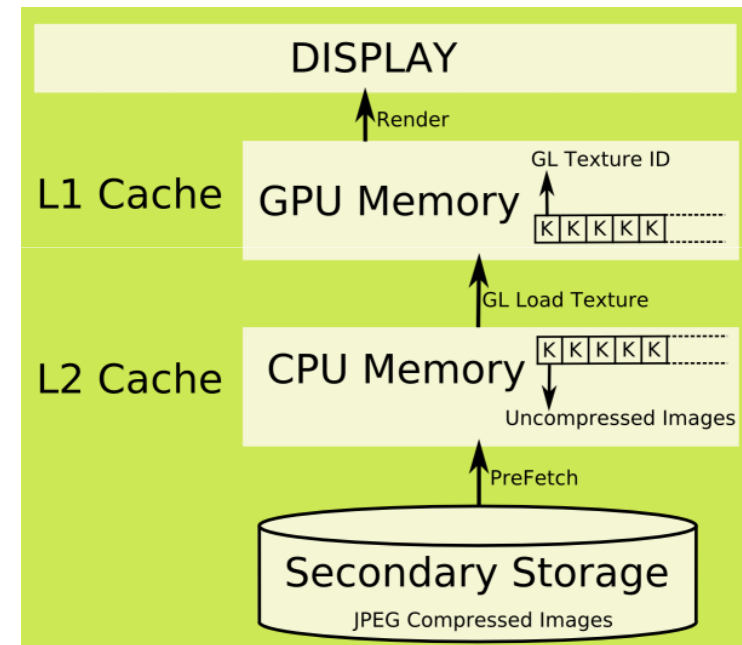 DISPLAY
Render
L1 Cache
GPU Memory
GL Texture ID
K K K K K
GL Load Texture
L2 Cache
CPU Memory
K K K K K
Uncompressed Images
PreFetch
Secondary Storage
JPEG Compressed Images